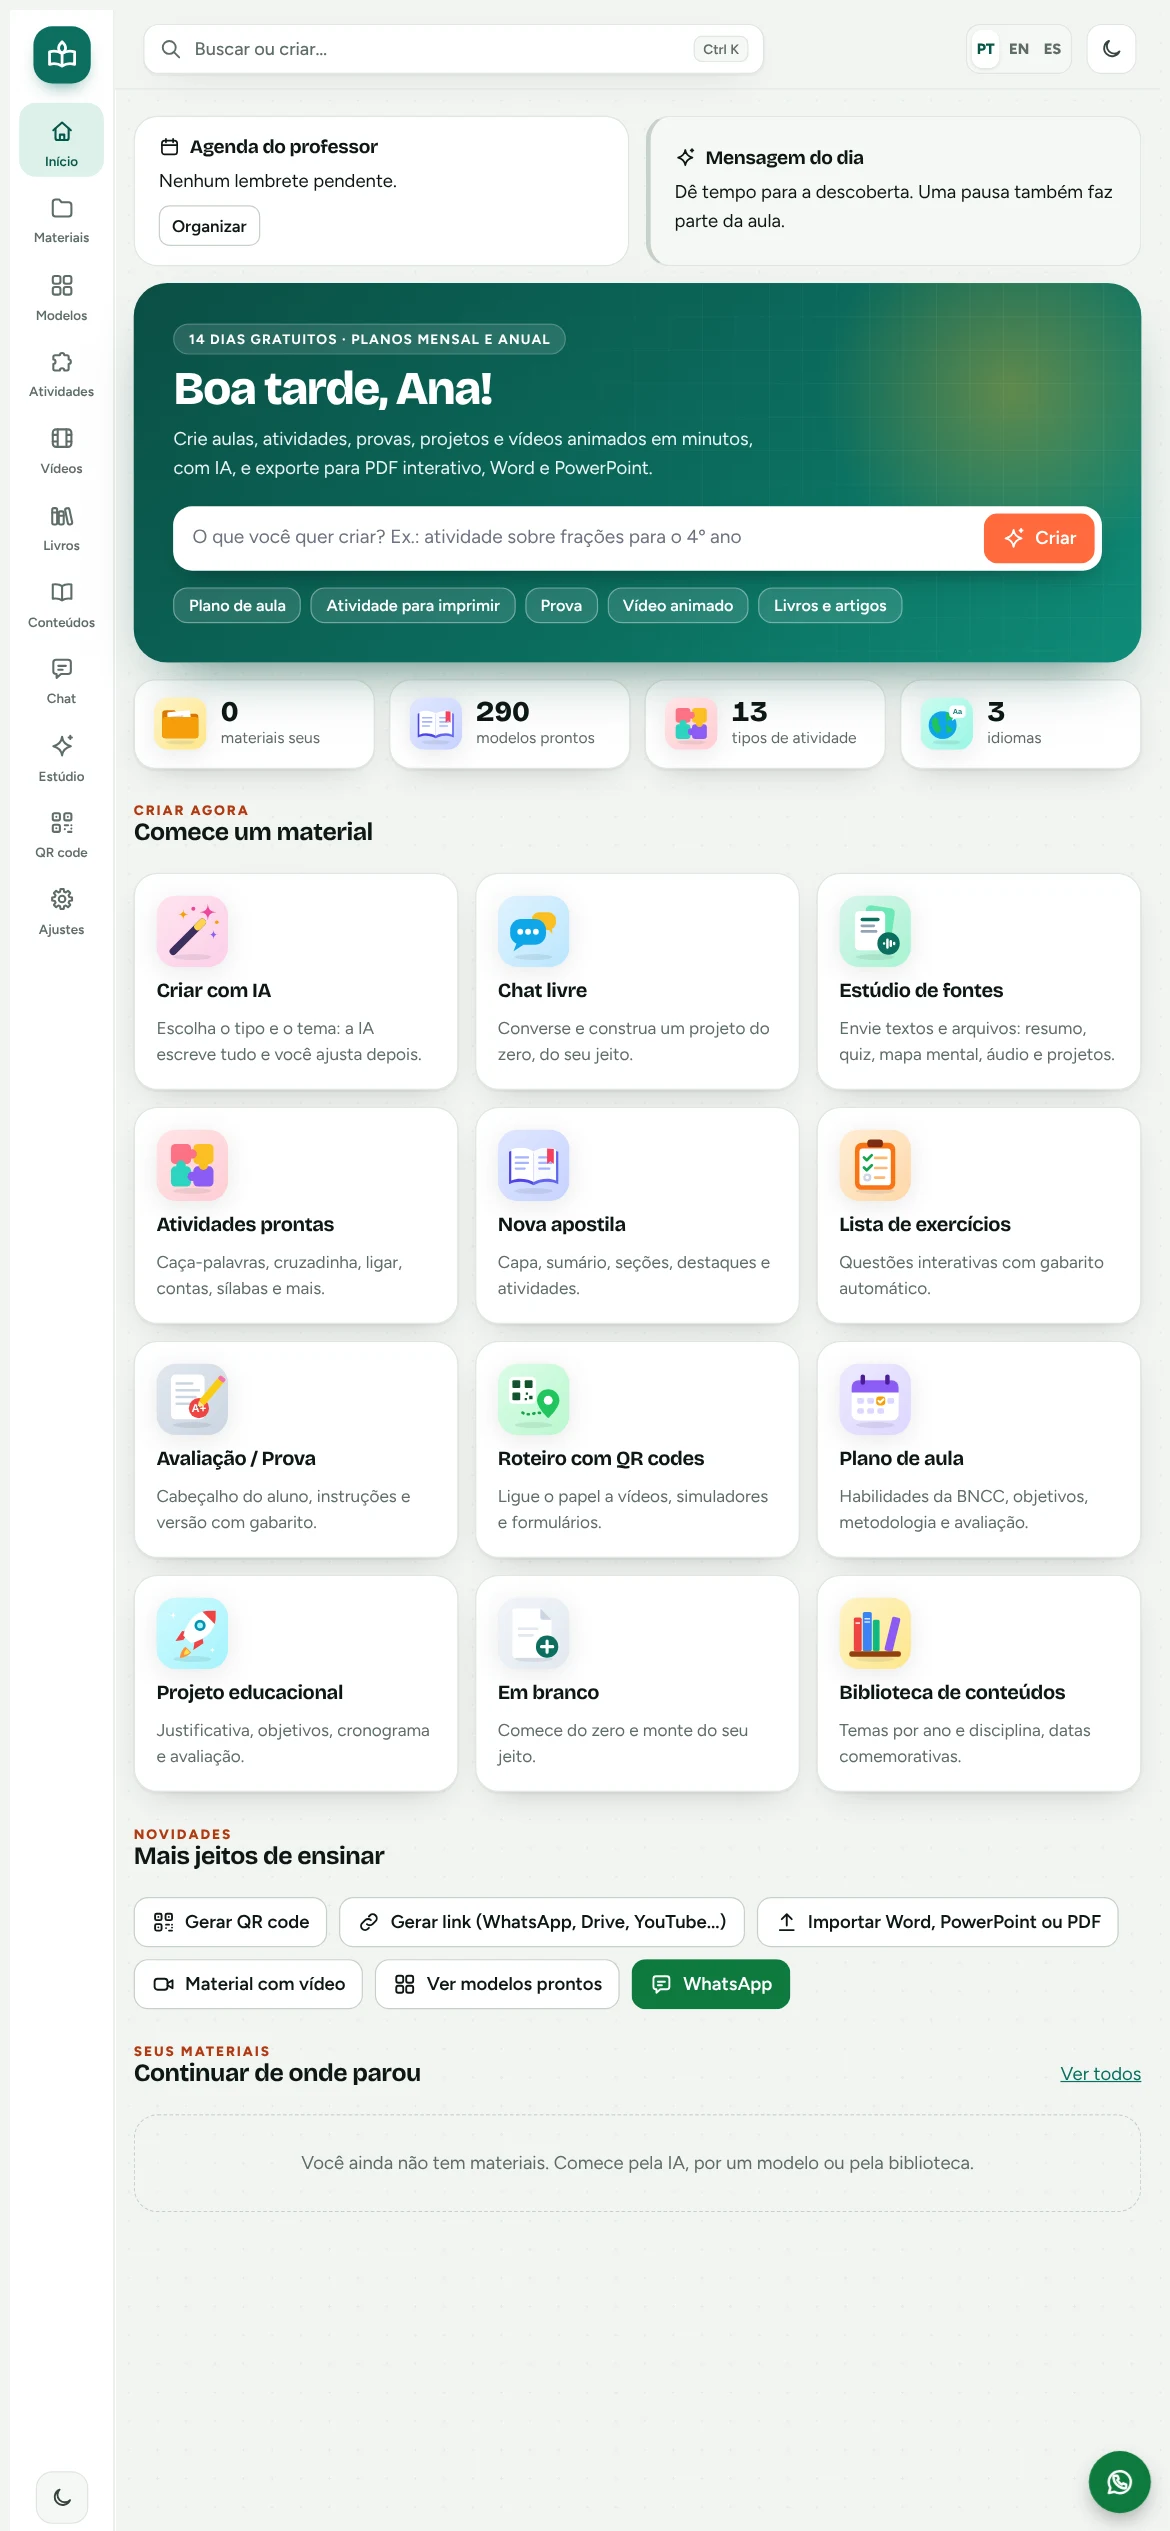 Buscar ou criar...
Ctrl K
PT EN ES
Início
Materiais
Modelos
Atividades
Vídeos
Livros
Conteúdos
Chat
Estúdio
QR code
Ajustes
Agenda do professor
Nenhum lembrete pendente.
Organizar
Mensagem do dia
Dê tempo para a descoberta. Uma pausa também faz
parte da aula.
14 DIAS GRATUITOS · PLANOS MENSAL E ANUAL
Boa tarde, Ana!
Crie aulas, atividades, provas, projetos e vídeos animados em minutos,
com IA, e exporte para PDF interativo, Word e PowerPoint.
O que você quer criar? Ex.: atividade sobre frações para o 4º ano
Criar
Plano de aula
Atividade para imprimir
Prova
Vídeo animado
Livros e artigos
0
materiais seus
290
modelos prontos
13
tipos de atividade
Aa
3
idiomas
CRIAR AGORA
Comece um material
Criar com IA
Escolha o tipo e o tema: a IA
escreve tudo e você ajusta depois.
Chat livre
Converse e construa um projeto do
zero, do seu jeito.
Estúdio de fontes
Envie textos e arquivos: resumo,
quiz, mapa mental, áudio e projetos.
Atividades prontas
Caça-palavras, cruzadinha, ligar,
contas, sílabas e mais.
Nova apostila
Capa, sumário, seções, destaques e
atividades.
Lista de exercícios
Questões interativas com gabarito
automático.
A+
Avaliação / Prova
Cabeçalho do aluno, instruções e
versão com gabarito.
Roteiro com QR codes
Ligue o papel a vídeos, simuladores
e formulários.
Plano de aula
Habilidades da BNCC, objetivos,
metodologia e avaliação.
Projeto educacional
Justificativa, objetivos, cronograma
e avaliação.
Em branco
Comece do zero e monte do seu
jeito.
Biblioteca de conteúdos
Temas por ano e disciplina, datas
comemorativas.
NOVIDADES
Mais jeitos de ensinar
Gerar QR code
Gerar link (WhatsApp, Drive, YouTube...)
Importar Word, PowerPoint ou PDF
Material com vídeo
Ver modelos prontos
WhatsApp
SEUS MATERIAIS
Continuar de onde parou
Ver todos
Você ainda não tem materiais. Comece pela IA, por um modelo ou pela biblioteca.